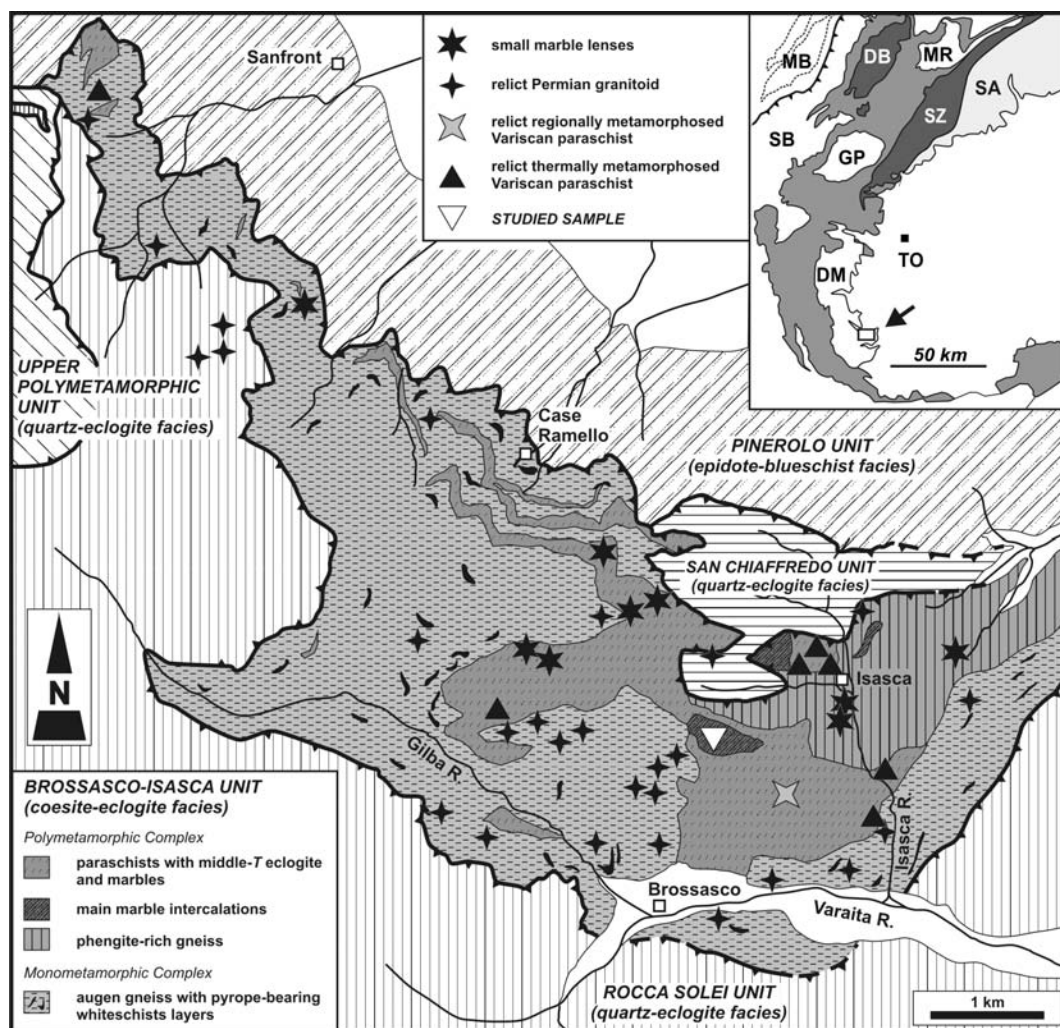 Sanfront
small marble lenses
relict Permian granitoid
relict regionally metamorphosed
Variscan paraschist
relict thermally metamorphosed
Variscan paraschist
STUDIED SAMPLE
MB
DB
MR
SA
SZ
SB
GP
TO
DM
50 km
UPPER
POLYMETAMORPHIC
UNIT
(quartz-eclogite facies)
Case
Ramello
PINEROLO UNIT
(epidote-blueschist facies)
SAN CHIAFFREDO UNIT
(quartz-eclogite facies)
N
Isasca
Gilba R.
Isasca R.
Brossasco
Varaita R.
ROCCA SOLEI UNIT
(quartz-eclogite facies)
1 km
BROSSASCO-ISASCA UNIT
(coesite-eclogite facies)
Polymetamorphic Complex
paraschists with middle-T eclogite
and marbles
main marble intercalations
phengite-rich gneiss
Monometamorphic Complex
augen gneiss with pyrope-bearing
whiteschists layers